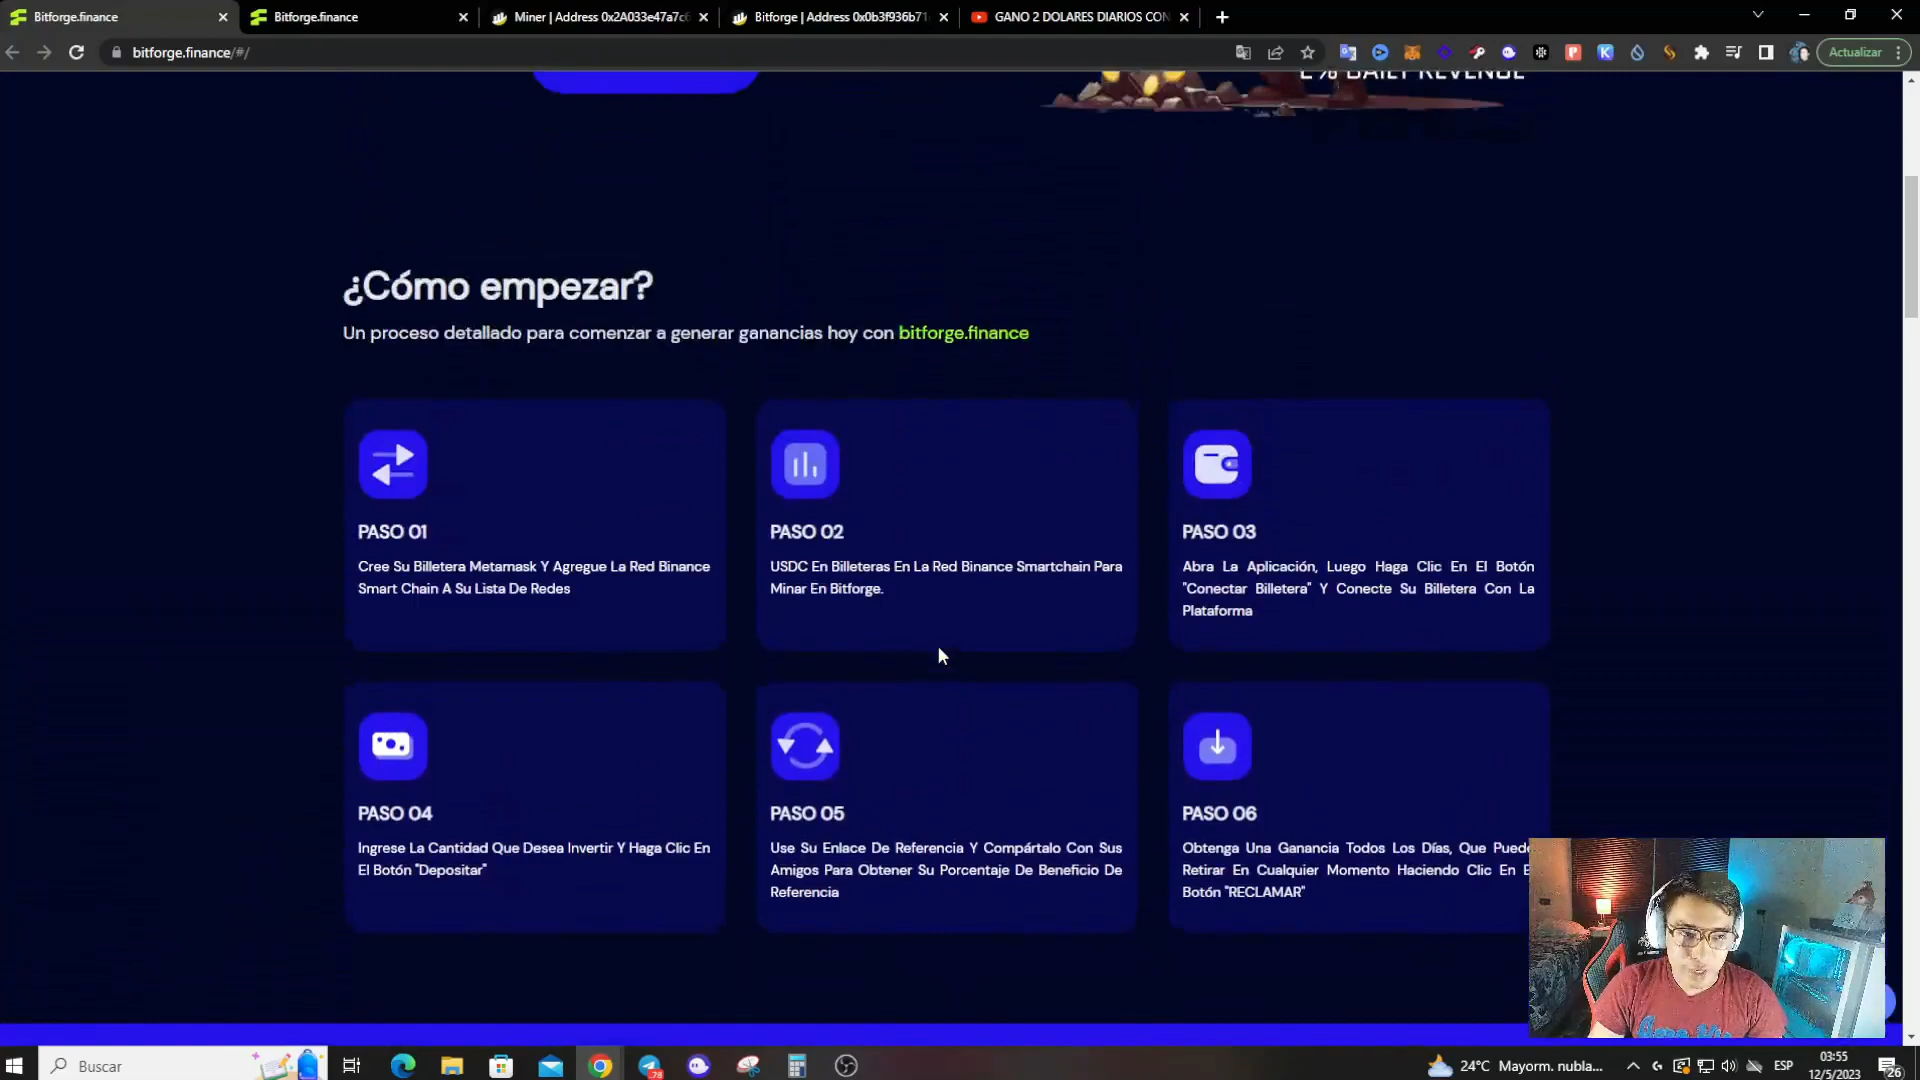 Bitforge.finance
Bitforge.finance
Miner | Address 0x2A033e47a7c
Bitforge | Address 0x0b3f936b71
GANO 2 DOLARES DIARIOS CON
bitforge.finance/#/
Actualizar
2% DAILY REVENUE
¿Cómo empezar?
Un proceso detallado para comenzar a generar ganancias hoy con bitforge.finance
PASO 01
Cree Su Billetera Metamask Y Agregue La Red Binance
Smart Chain A Su Lista De Redes
PASO 02
USDC En Billeteras En La Red Binance Smartchain Para
Minar En Bitforge.
PASO 03
Abra La Aplicación, Luego Haga Clic En El Botón
"Conectar Billetera" Y Conecte Su Billetera Con La
Plataforma
PASO 04
Ingrese La Cantidad Que Desea Invertir Y Haga Clic En
El Botón "Depositar"
PASO 05
Use Su Enlace De Referencia Y Compártalo Con Sus
Amigos Para Obtener Su Porcentaje De Beneficio De
Referencia
PASO 06
Obtenga Una Ganancia Todos Los Días, Que Puede
Retirar En Cualquier Momento Haciendo Clic En E
Botón "RECLAMAR"
Buscar
78
24°C Mayorm. nubla...
ESP
03:55
12/5/2023
26